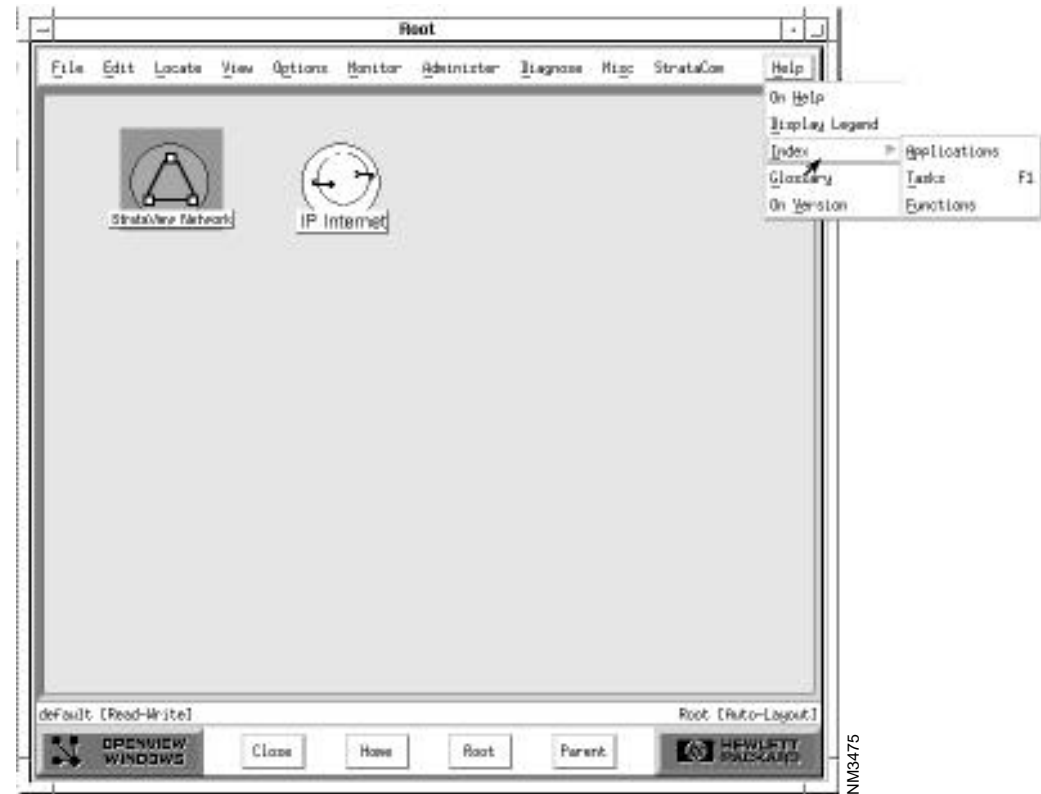 Root
File Edit Locate View Options Monitor Administer Diagnose Misc StrataCom Help
On Help
Display Legend
Index Applications
Glossary Tasks F1
On Version Functions
StrataView Network
IP Internet
default [Read-Write] Root [Auto-Layout]
OPENVIEW
WINDOWS
Close Home Root Parent
hp HEWLETT
PACKARD
NM3475